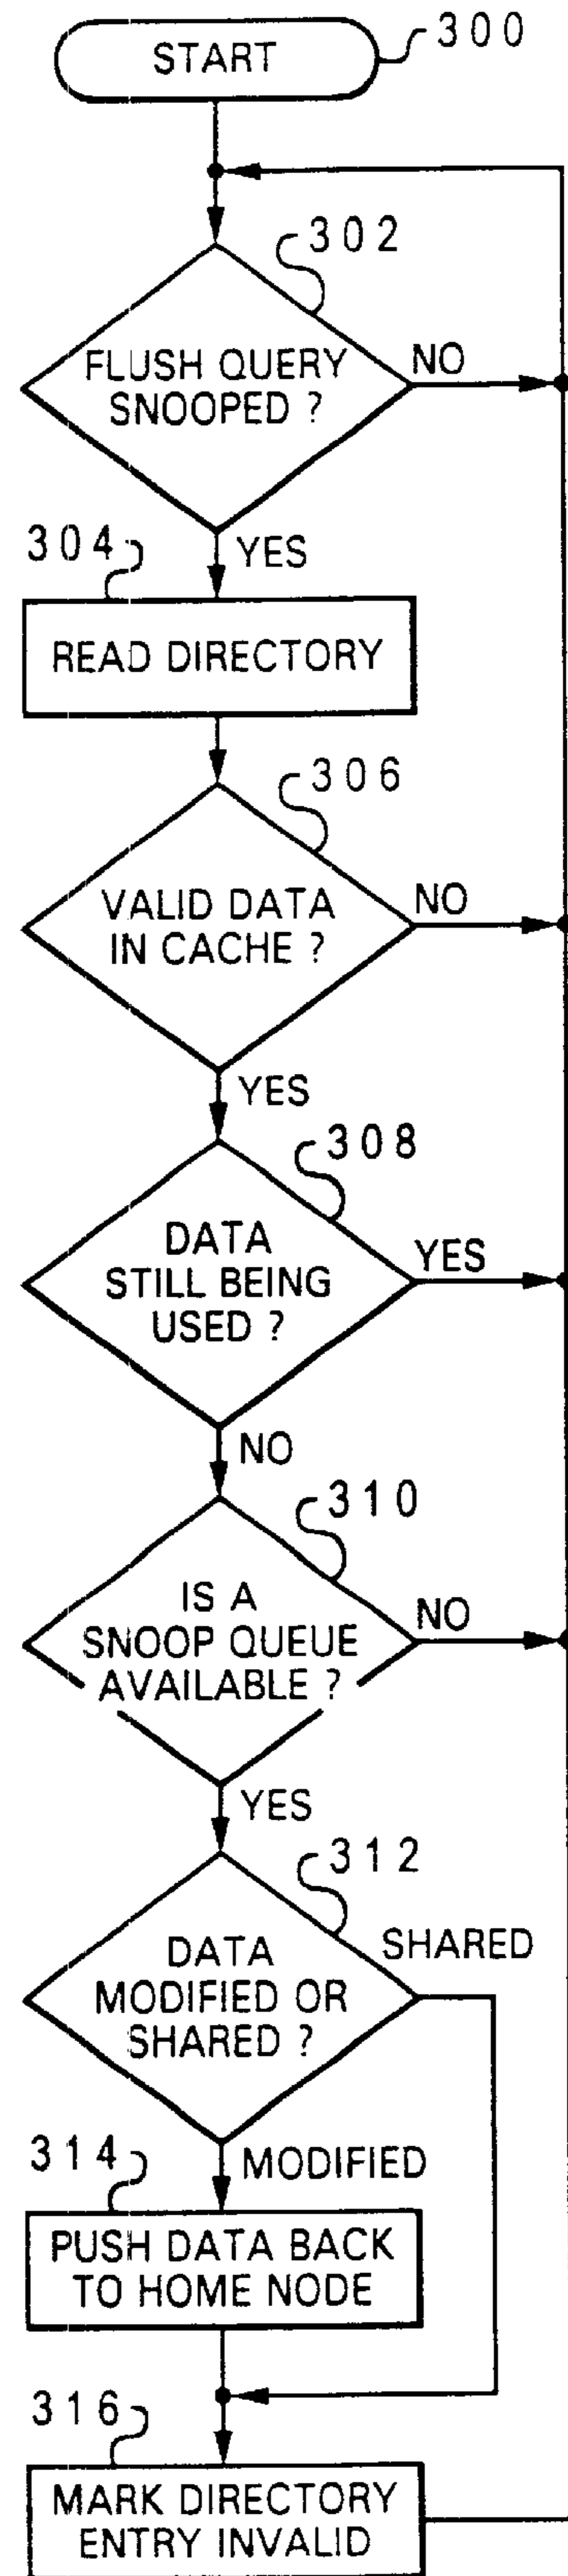 START
300
302
FLUSH QUERY
SNOOPED ?
NO
YES
304
READ DIRECTORY
306
VALID DATA
IN CACHE ?
NO
YES
308
DATA
STILL BEING
USED ?
YES
NO
310
IS A
SNOOP QUEUE
AVAILABLE ?
NO
YES
312
DATA
MODIFIED OR
SHARED ?
SHARED
MODIFIED
314
PUSH DATA BACK
TO HOME NODE
316
MARK DIRECTORY
ENTRY INVALID